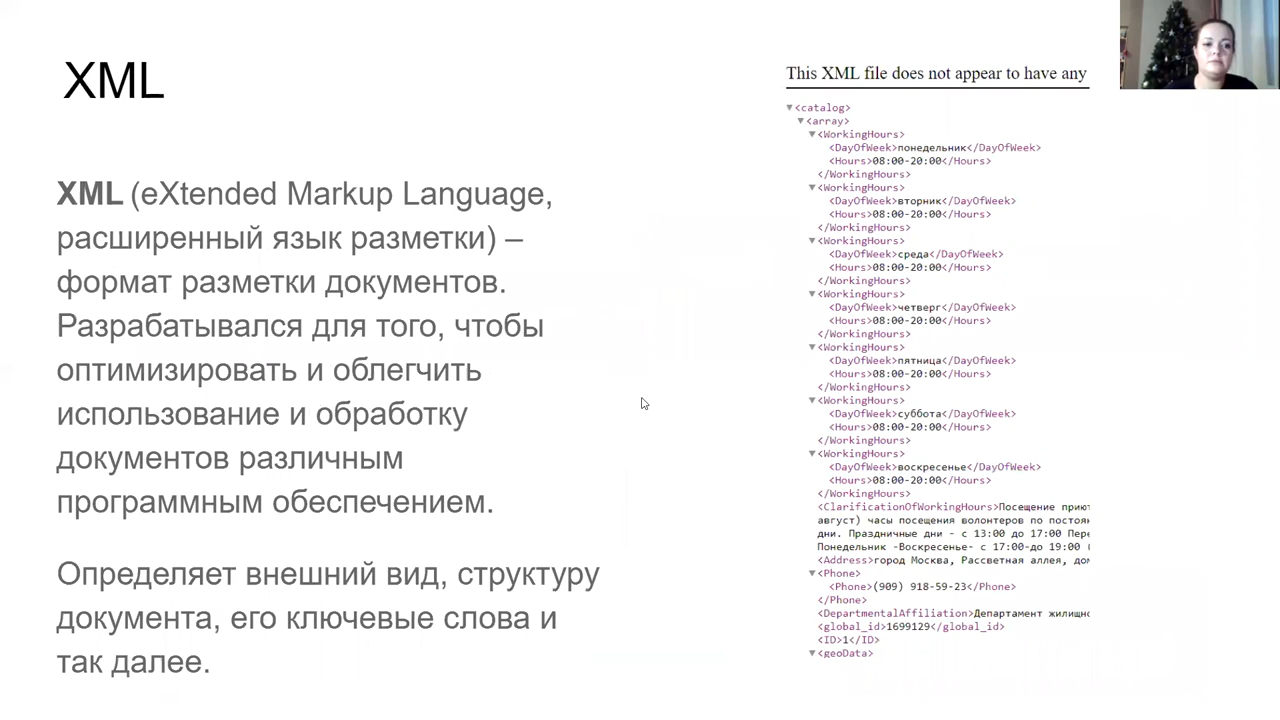 XML
XML (eXtended Markup Language,
расширенный язык разметки) –
формат разметки документов.
Разрабатывался для того, чтобы
оптимизировать и облегчить
использование и обработку
документов различным
программным обеспечением.
Определяет внешний вид, структуру
документа, его ключевые слова и
так далее.
This XML file does not appear to have any
<catalog>
<array>
<WorkingHours>
<DayOfWeek>понедельник</DayOfWeek>
<Hours>08:00-20:00</Hours>
</WorkingHours>
<WorkingHours>
<DayOfWeek>вторник</DayOfWeek>
<Hours>08:00-20:00</Hours>
</WorkingHours>
<WorkingHours>
<DayOfWeek>среда</DayOfWeek>
<Hours>08:00-20:00</Hours>
</WorkingHours>
<WorkingHours>
<DayOfWeek>четверг</DayOfWeek>
<Hours>08:00-20:00</Hours>
</WorkingHours>
<WorkingHours>
<DayOfWeek>пятница</DayOfWeek>
<Hours>08:00-20:00</Hours>
</WorkingHours>
<WorkingHours>
<DayOfWeek>суббота</DayOfWeek>
<Hours>08:00-20:00</Hours>
</WorkingHours>
<WorkingHours>
<DayOfWeek>воскресенье</DayOfWeek>
<Hours>08:00-20:00</Hours>
</WorkingHours>
<ClarificationOfWorkingHours>Посещение
август) часы посещения волонтеров по
дни. Праздничные дни - с 13:00 до 17:00
Понедельник -Воскресенье- с 17:00-до 19:00
<Address>город Москва, Рассветная аллея,
<Phone>
<Phone>(909) 918-59-23</Phone>
</Phone>
<DepartmentalAffiliation>Департамент
<global_id>1699129</global_id>
<ID>1</ID>
<geoData>